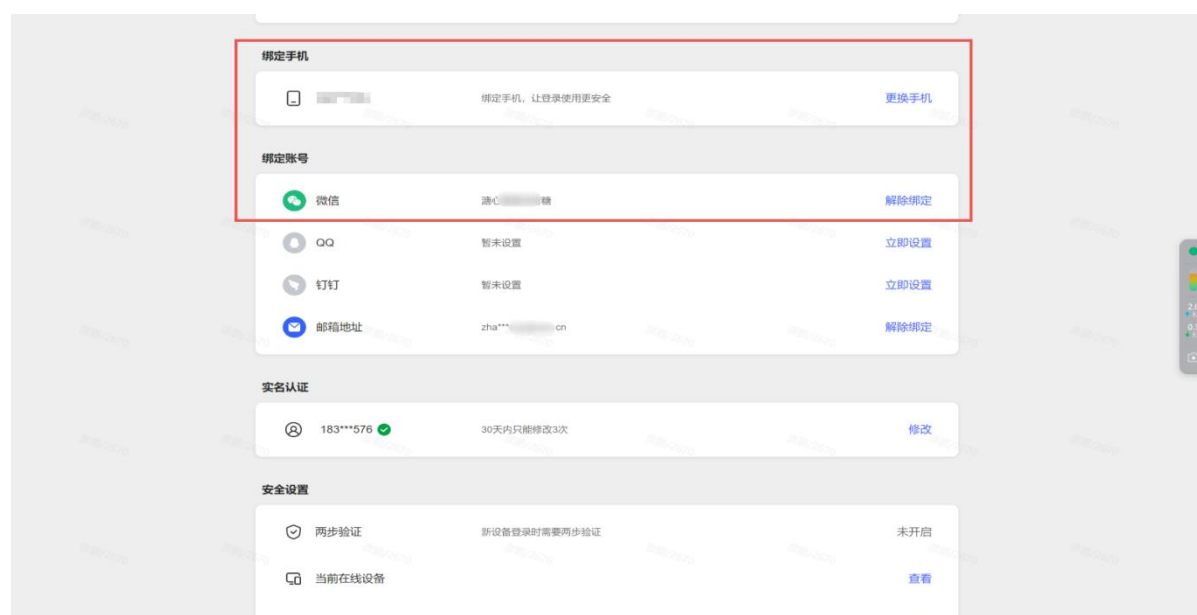 绑定手机
绑定手机，让登录使用更安全 更换手机
绑定账号
微信 糖 解除绑定
QQ 暂未设置 立即设置
钉钉 暂未设置 立即设置
邮箱地址 zha*** cn 解除绑定
实名认证
183***576 30天内只能修改3次 修改
安全设置
两步验证 新设备登录时需要两步验证 未开启
当前在线设备 查看